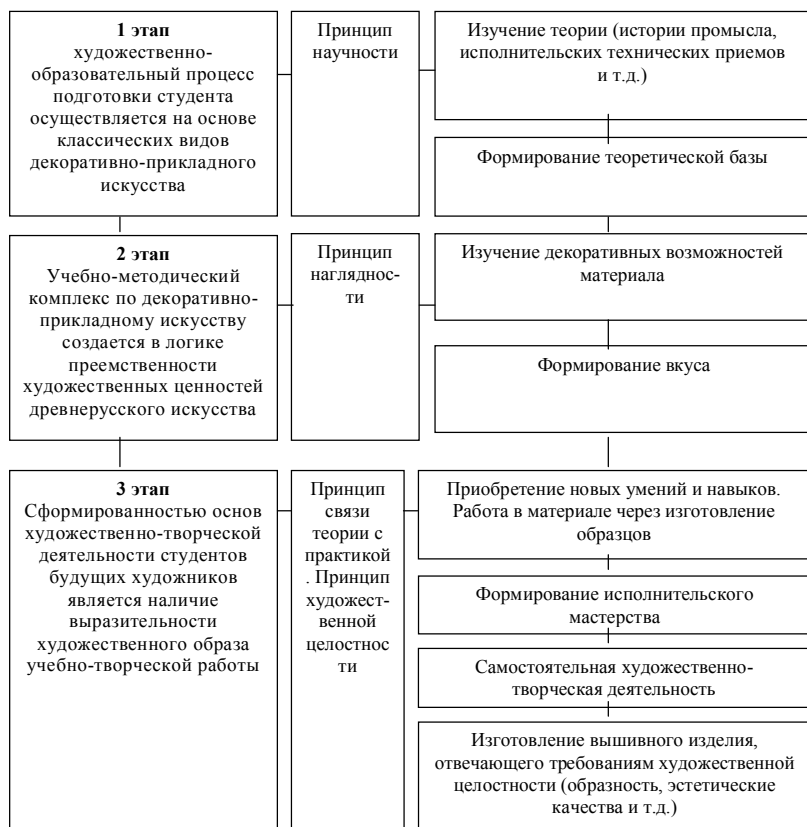 1 этап
художественно-
образовательный процесс
подготовки студента
осуществляется на основе
классических видов
декоративно-прикладного
искусства
Принцип
научности
Изучение теории (истории промысла,
исполнительских технических приемов
и т.д.)
Формирование теоретической базы
2 этап
Учебно-методический
комплекс по декоративно-
прикладному искусству
создается в логике
преемственности
художественных ценностей
древнерусского искусства
Принцип
нагляднос-
ти
Изучение декоративных возможностей
материала
Формирование вкуса
3 этап
Сформированностью основ
художественно-творческой
деятельности студентов
будущих художников
является наличие
выразительности
художественного образа
учебно-творческой работы
Принцип
связи
теории с
практикой
. Принцип
художест-
венной
целостнос
ти
Приобретение новых умений и навыков.
Работа в материале через изготовление
образцов
Формирование исполнительского
мастерства
Самостоятельная художественно-
творческая деятельность
Изготовление вышивного изделия,
отвечающего требованиям художественной
целостности (образность, эстетические
качества и т.д.)